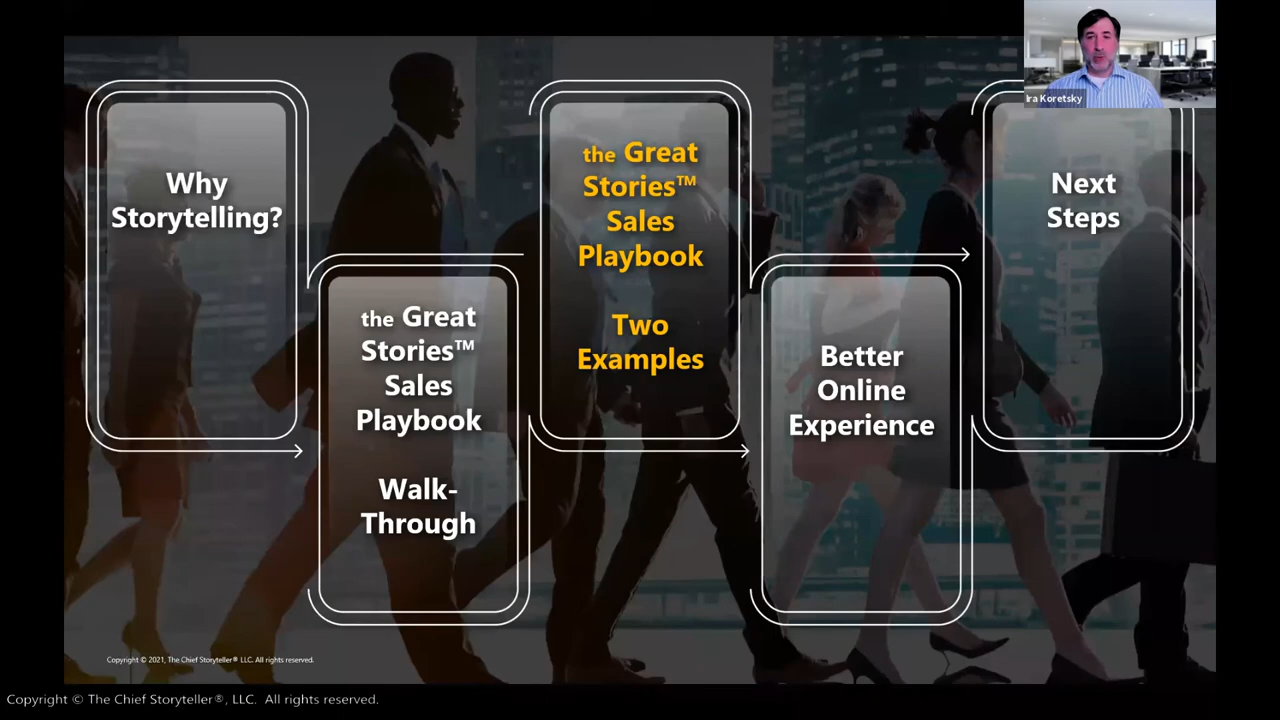 Ira Koretsky
Why
Storytelling?
the Great
Stories™
Sales
Playbook
Walk-
Through
the Great
Stories™
Sales
Playbook
Two
Examples
Better
Online
Experience
Next
Steps
Copyright © 2021, The Chief Storyteller® LLC. All rights reserved.
Copyright © The Chief Storyteller®, LLC. All rights reserved.